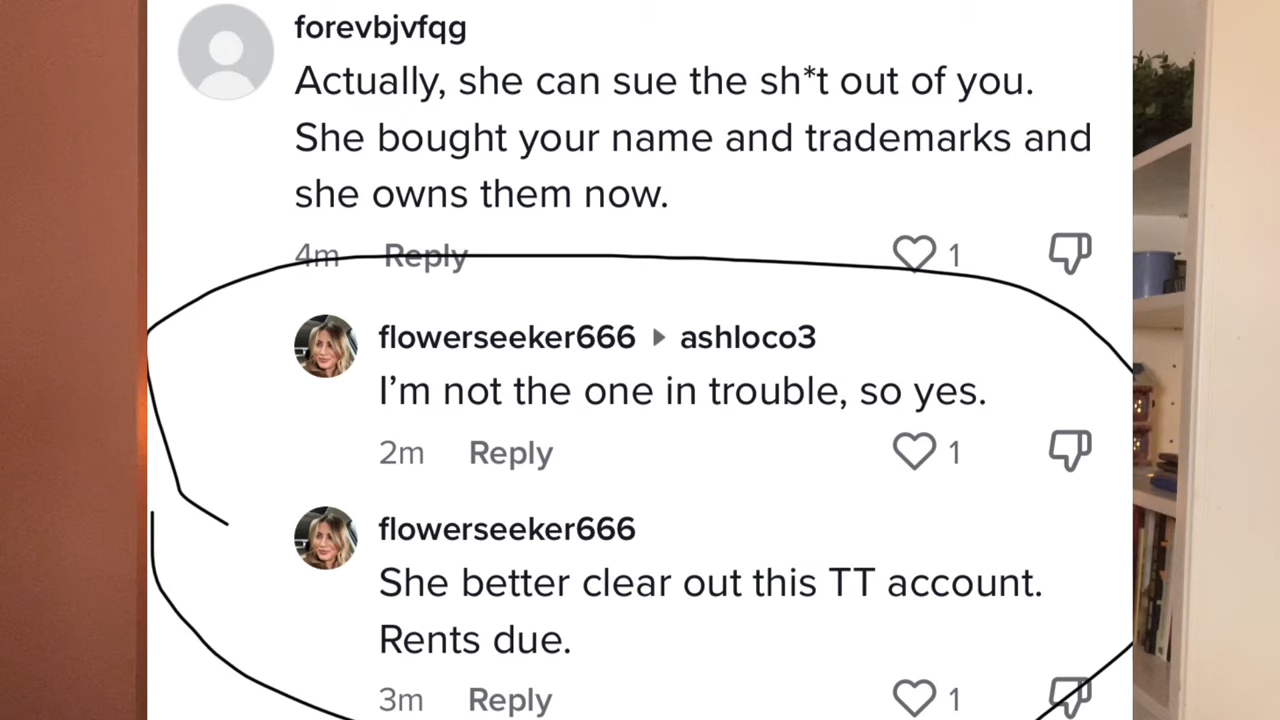 forevbjvfqg
Actually, she can sue the sh*t out of you.
She bought your name and trademarks and
she owns them now.
4m Reply 1
flowerseeker666 ▸ ashloco3
I’m not the one in trouble, so yes.
2m Reply 1
flowerseeker666
She better clear out this TT account.
Rents due.
3m Reply 1